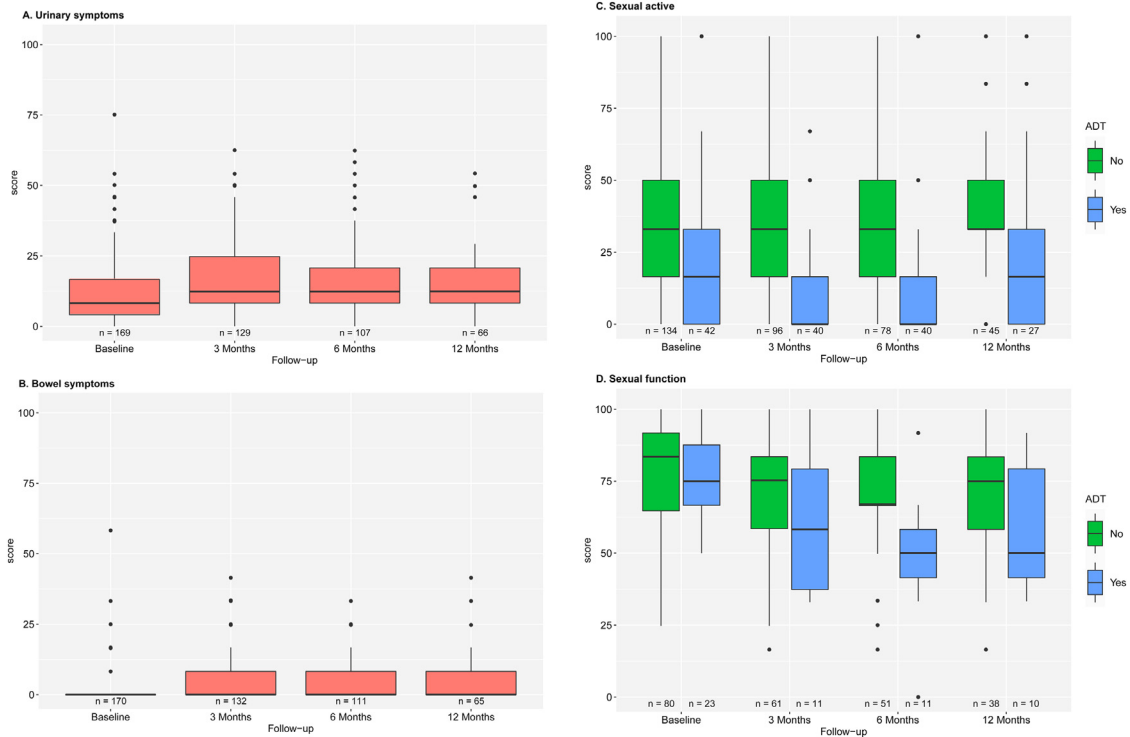 A. Urinary symptoms
100
75
50
25
0
score
n = 169
n = 129
n = 107
n = 66
Baseline
3 Months
6 Months
12 Months
Follow-up
B. Bowel symptoms
100
75
50
25
0
score
n = 170
n = 132
n = 111
n = 65
Baseline
3 Months
6 Months
12 Months
Follow-up
C. Sexual active
100
75
50
25
0
score
n = 134
n = 42
n = 96
n = 40
n = 78
n = 40
n = 45
n = 27
Baseline
3 Months
6 Months
12 Months
Follow-up
ADT
No
Yes
D. Sexual function
100
75
50
25
0
score
n = 80
n = 23
n = 61
n = 11
n = 51
n = 11
n = 38
n = 10
Baseline
3 Months
6 Months
12 Months
Follow-up
ADT
No
Yes